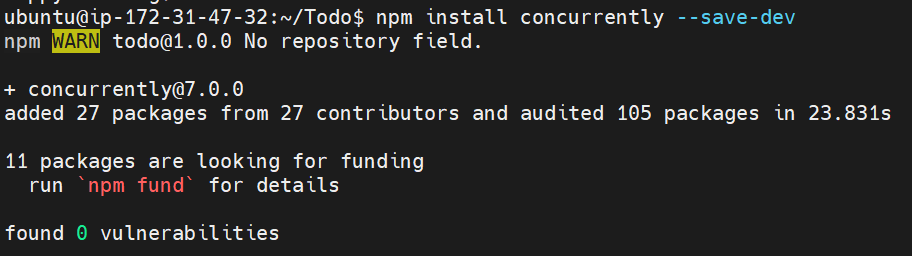 ubuntu@ip-172-31-47-32:~/Todo$ npm install concurrently --save-dev
npm WARN todo@1.0.0 No repository field.
+ concurrently@7.0.0
added 27 packages from 27 contributors and audited 105 packages in 23.831s
11 packages are looking for funding
run `npm fund` for details
found 0 vulnerabilities